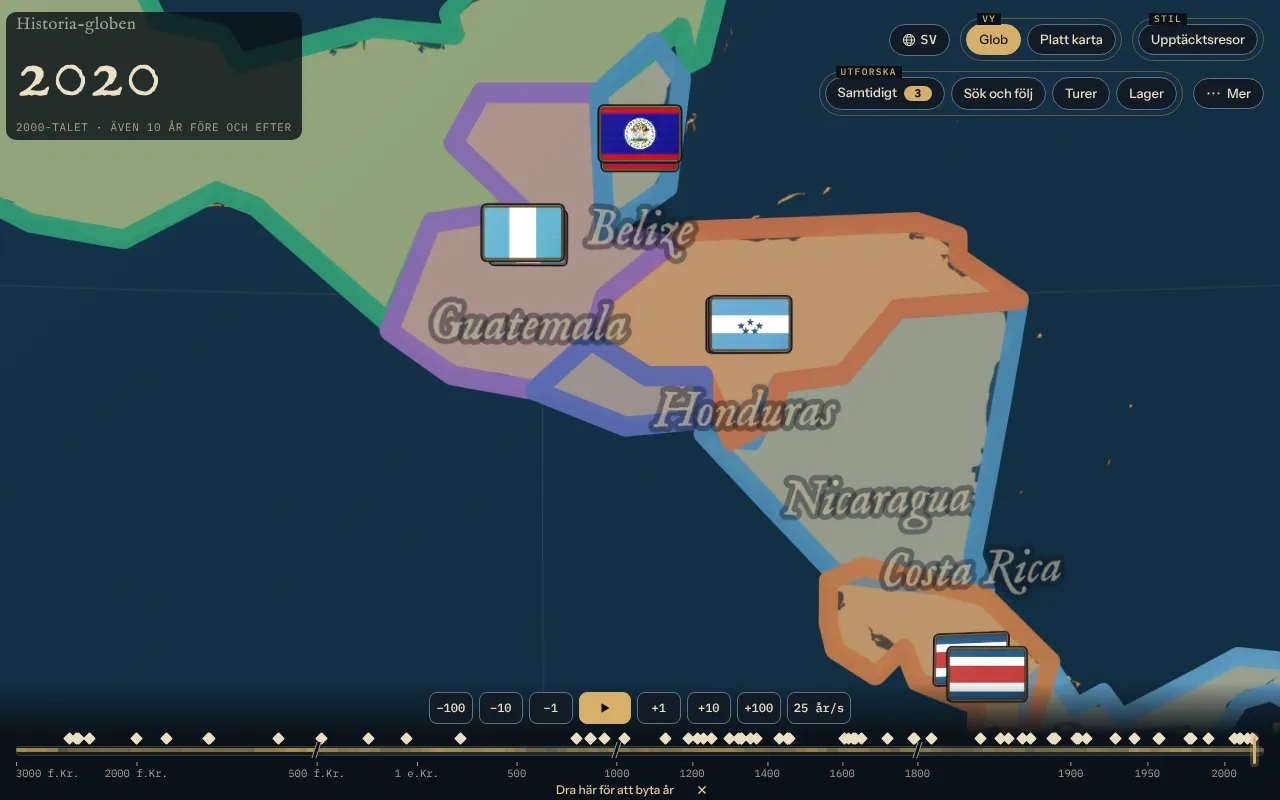 Historia-globen
2020
2000-TALET · ÄVEN 10 ÅR FÖRE OCH EFTER
SV
VY
Glob
Platt karta
STIL
Upptäcktsresor
UTFORSKA
Samtidigt 3
Sök och följ
Turer
Lager
··· Mer
Belize
Guatemala
Honduras
Nicaragua
Costa Rica
−100
−10
−1
+1
+10
+100
25 år/s
3000 f.Kr.
2000 f.Kr.
500 f.Kr.
1 e.Kr.
500
1000
1200
1400
1600
1800
1900
1950
2000
Dra här för att byta år ✕